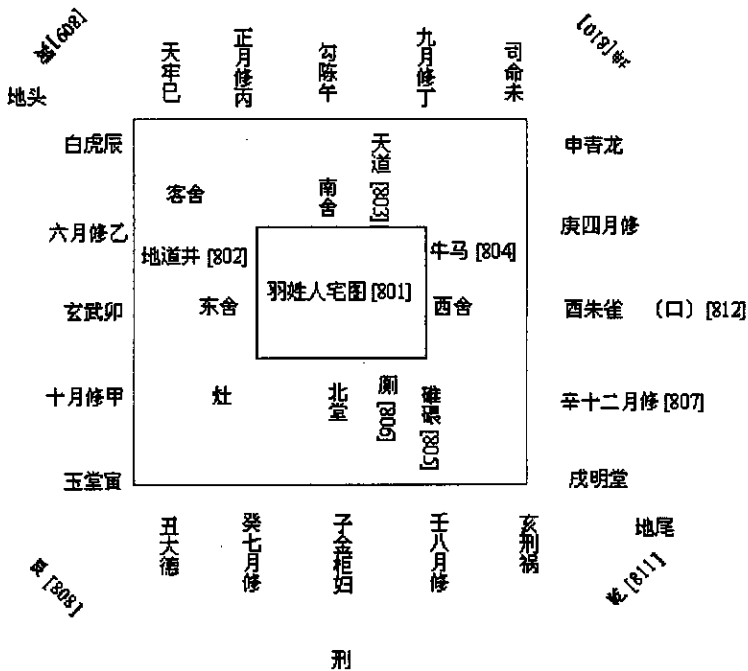 巽[809]
坤[810]
地头
天牢巳
正月修丙
勾陈午
九月修丁
司命未
白虎辰
申青龙
客舍
南舍
天道 [803]
六月修乙
庚四月修
地道井 [802]
牛马 [804]
羽姓人宅图 [801]
玄武卯
东舍
西舍
酉朱雀 〔口〕[812]
十月修甲
灶
北堂
厕 [806]
碓碨 [805]
辛十二月修 [807]
玉堂寅
戌明堂
丑大德
癸七月修
子金柜妇
壬八月修
亥刑祸
地尾
艮 [808]
乾 [811]
刑